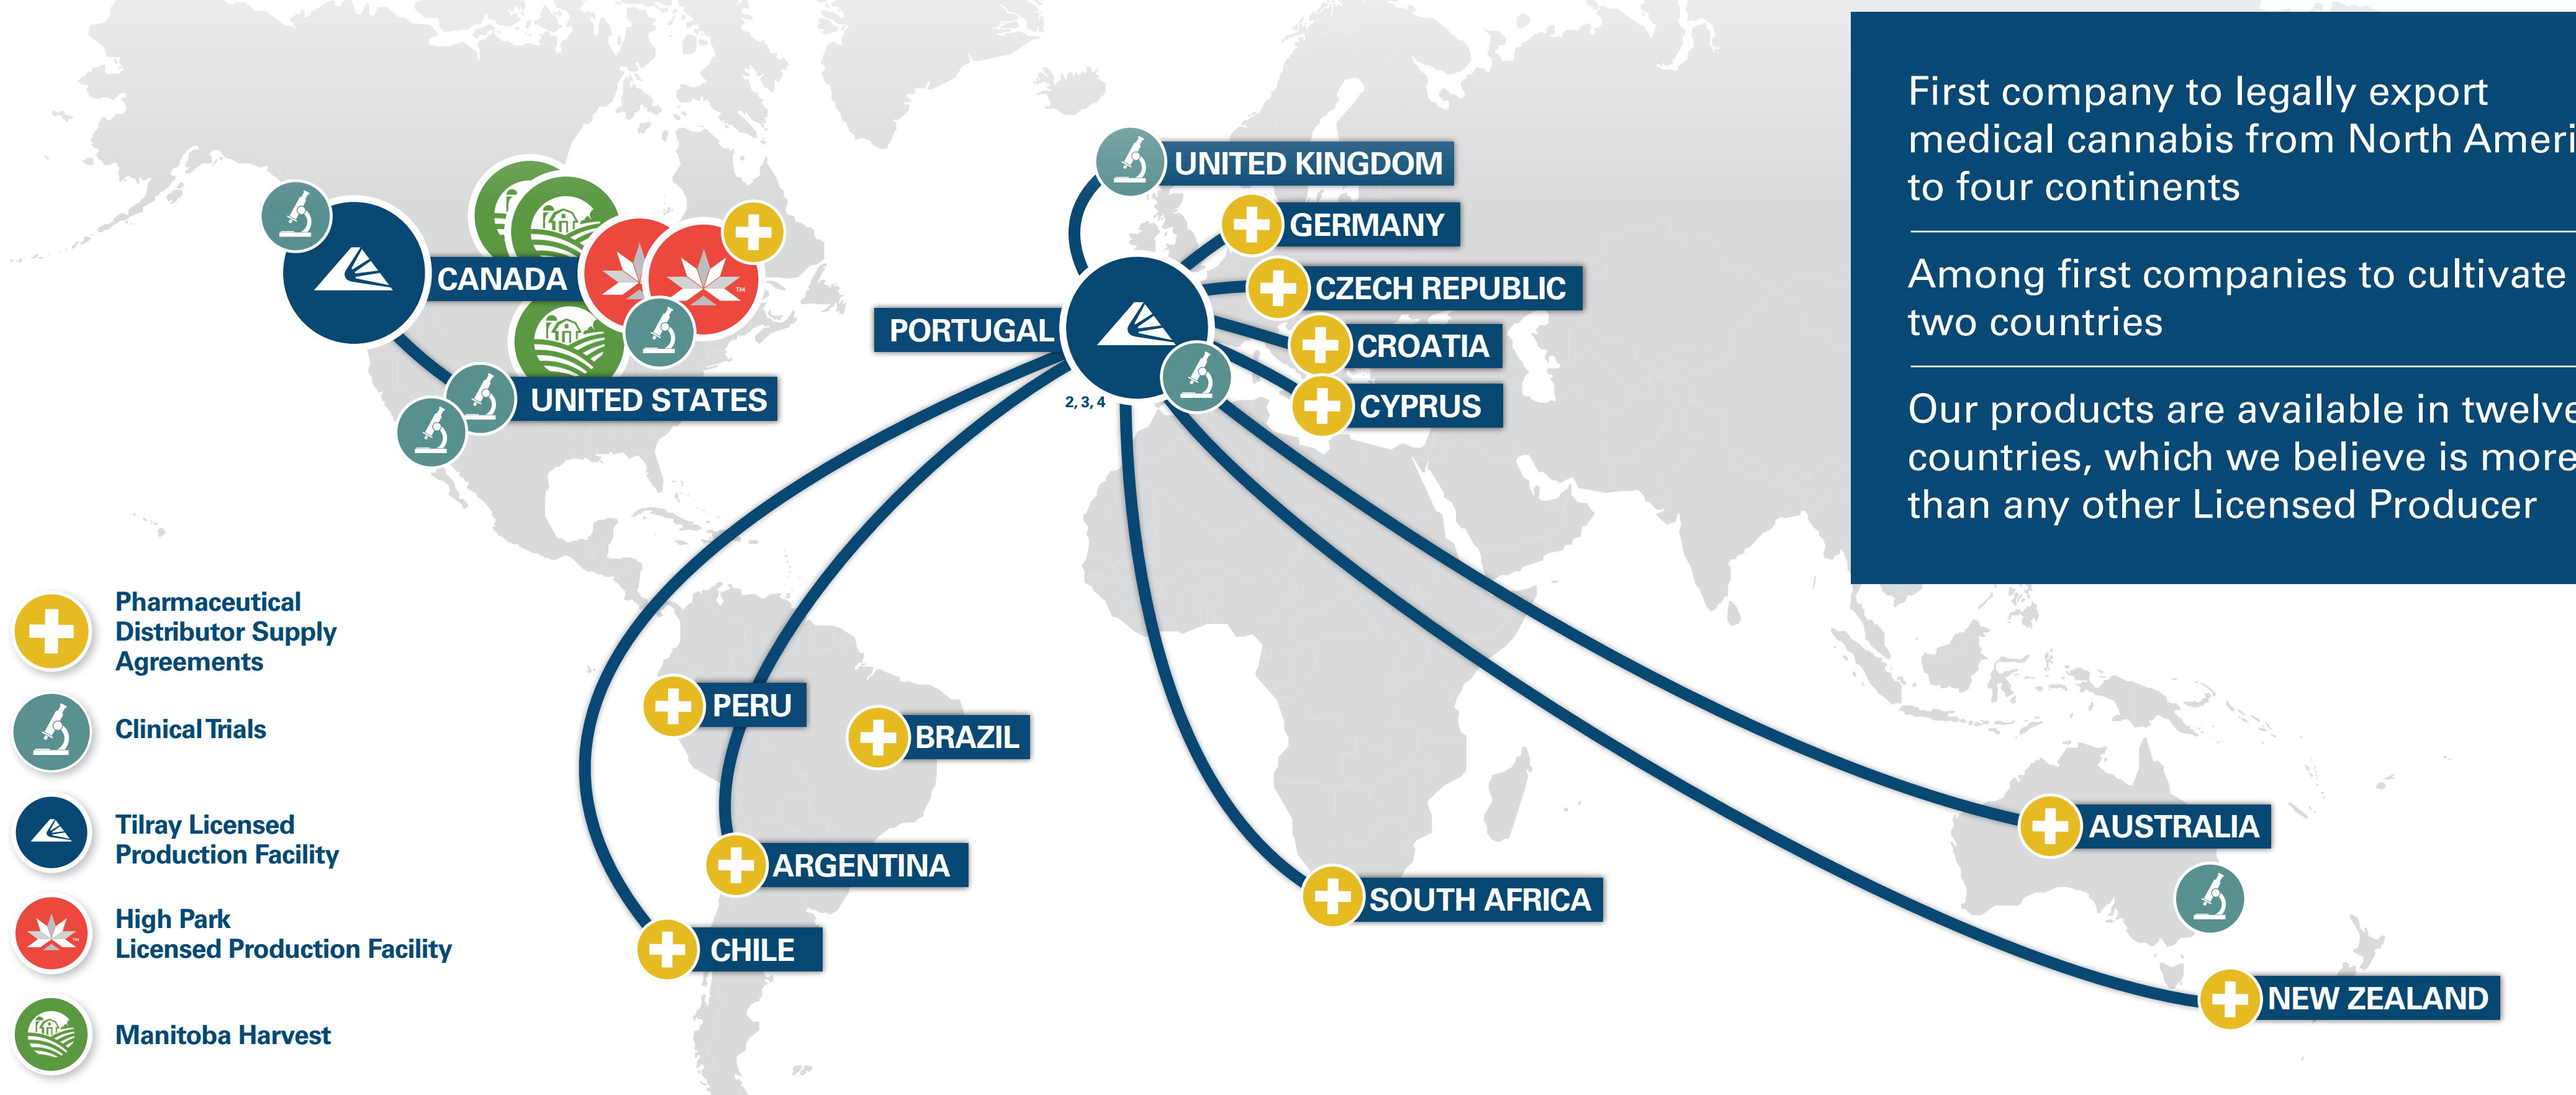 First company to legally export
medical cannabis from North Ameri
to four continents
Among first companies to cultivate
two countries
Our products are available in twelve
countries, which we believe is more
than any other Licensed Producer
UNITED KINGDOM
GERMANY
CANADA
CZECH REPUBLIC
PORTUGAL
CROATIA
UNITED STATES
2, 3, 4
CYPRUS
PERU
BRAZIL
ARGENTINA
CHILE
SOUTH AFRICA
AUSTRALIA
NEW ZEALAND
Pharmaceutical
Distributor Supply
Agreements
Clinical Trials
Tilray Licensed
Production Facility
High Park
Licensed Production Facility
Manitoba Harvest
TM